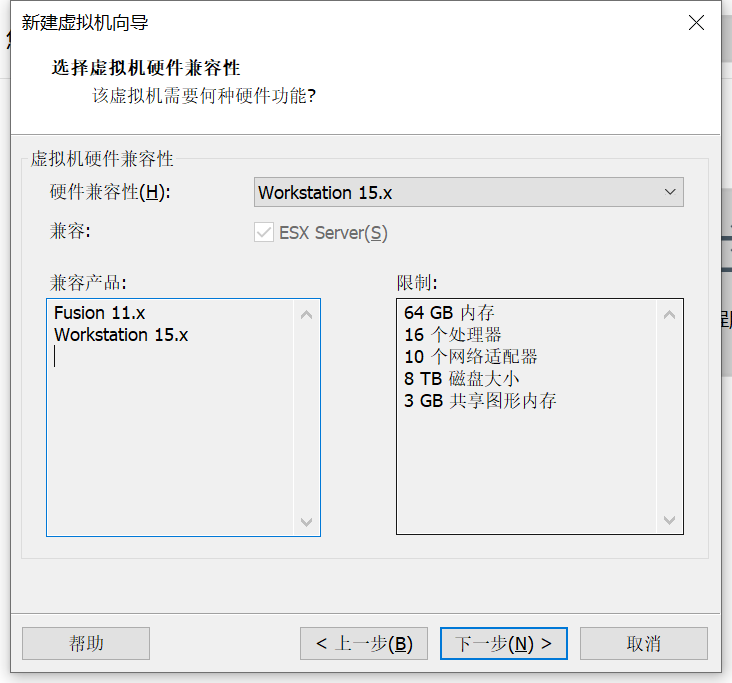 新建虚拟机向导
选择虚拟机硬件兼容性
该虚拟机需要何种硬件功能?
虚拟机硬件兼容性
硬件兼容性(H):
Workstation 15.x
兼容:
ESX Server(S)
兼容产品:
Fusion 11.x
Workstation 15.x
限制:
64 GB 内存
16 个处理器
10 个网络适配器
8 TB 磁盘大小
3 GB 共享图形内存
帮助
< 上一步(B)
下一步(N) >
取消